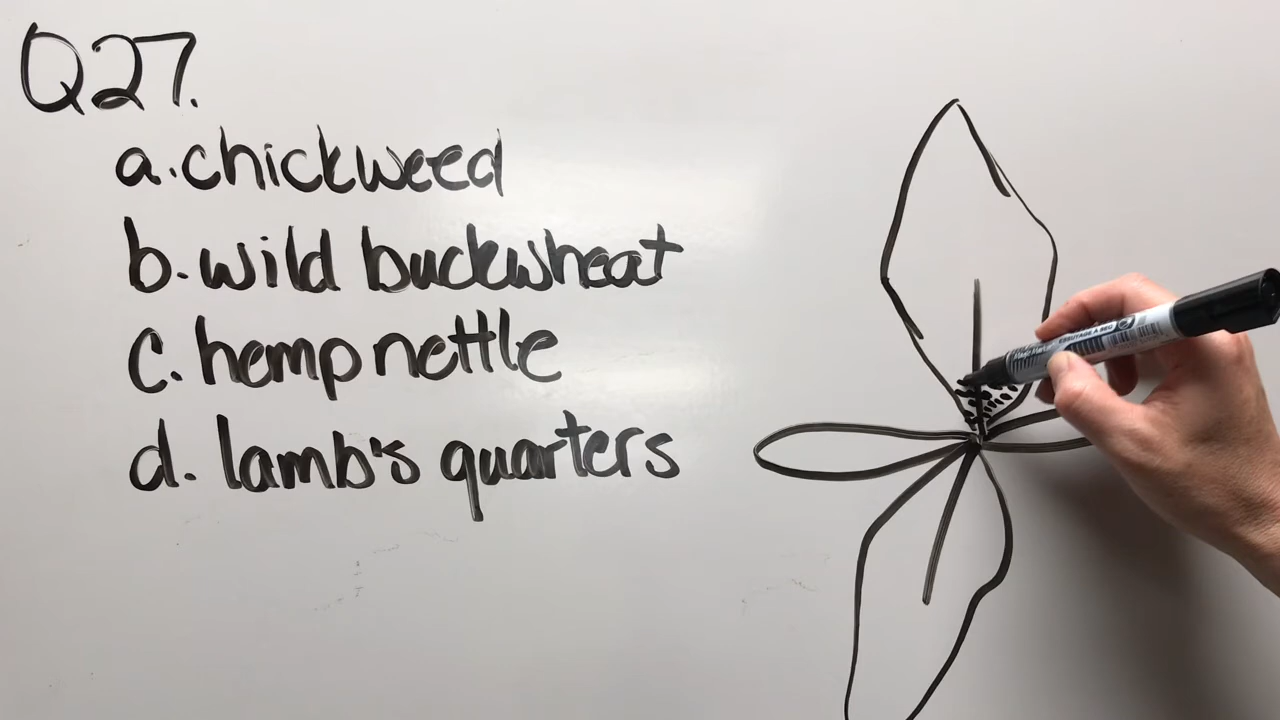 Q27.
a. chickweed
b. wild buckwheat
c. hemp nettle
d. lamb's quarters